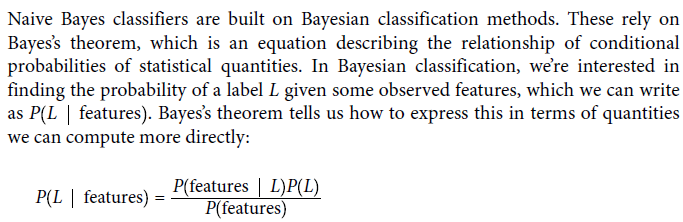 Naive Bayes classifiers are built on Bayesian classification methods. These rely on
Bayes's theorem, which is an equation describing the relationship of conditional
probabilities of statistical quantities. In Bayesian classification, we're interested in
finding the probability of a label L given some observed features, which we can write
as P(L | features). Bayes's theorem tells us how to express this in terms of quantities
we can compute more directly:
P(L | features) = P(features | L)P(L) / P(features)